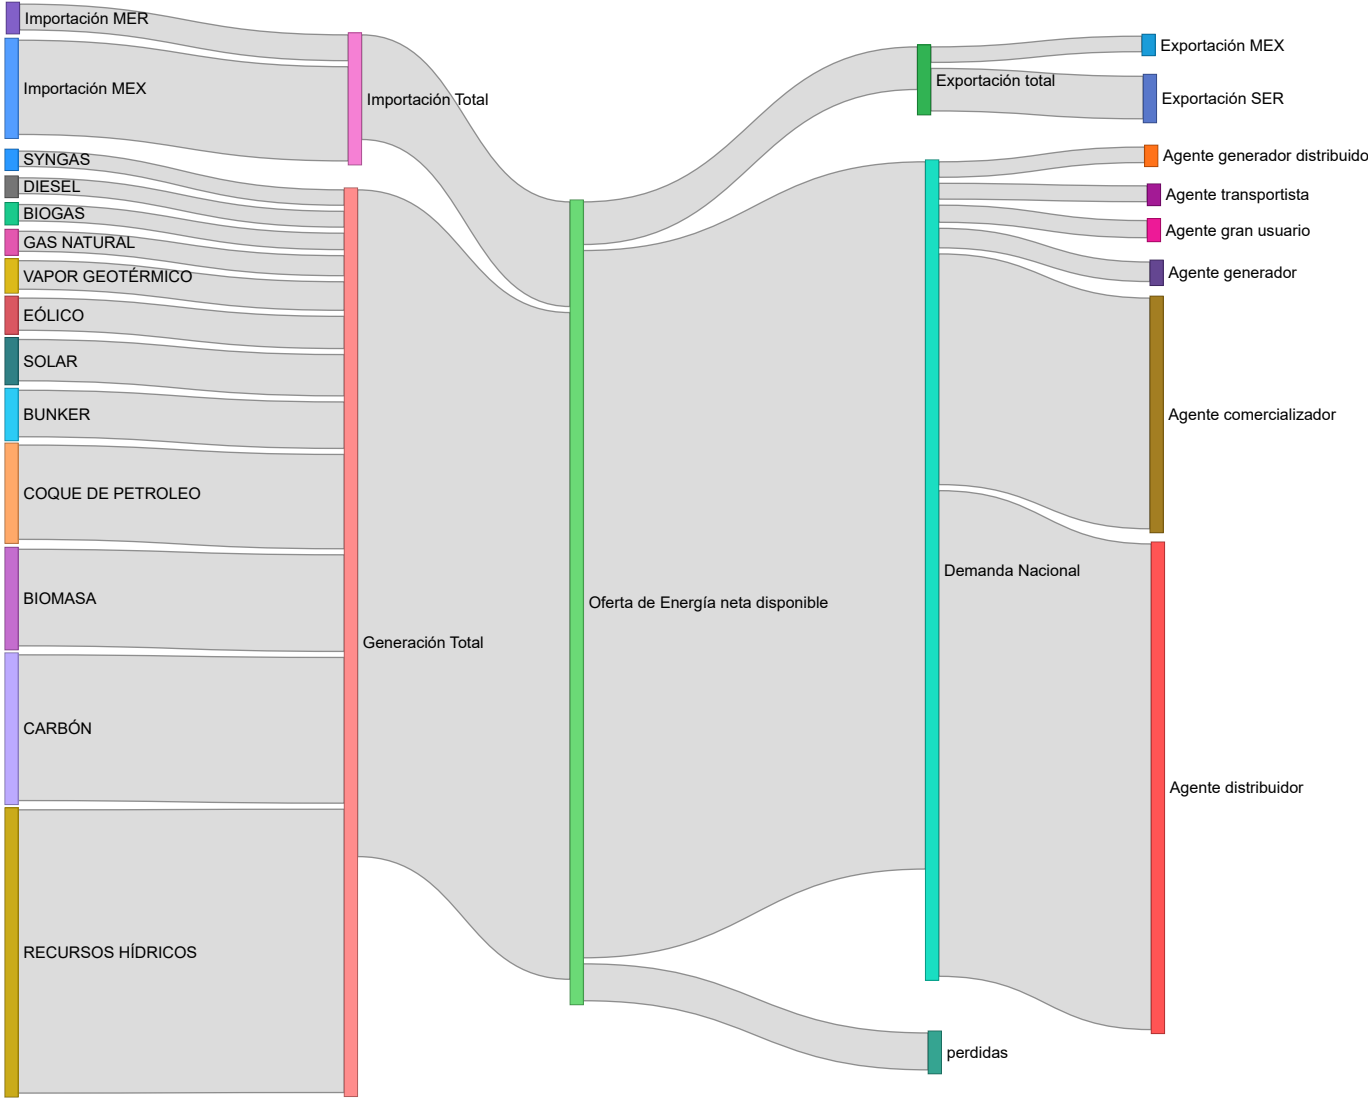 Importación MER
Importación MEX
SYNGAS
DIESEL
BIOGAS
GAS NATURAL
VAPOR GEOTÉRMICO
EÓLICO
SOLAR
BUNKER
COQUE DE PETROLEO
BIOMASA
CARBÓN
RECURSOS HÍDRICOS
Importación Total
Generación Total
Oferta de Energía neta disponible
Exportación total
Demanda Nacional
perdidas
Exportación MEX
Exportación SER
Agente generador distribuido
Agente transportista
Agente gran usuario
Agente generador
Agente comercializador
Agente distribuidor